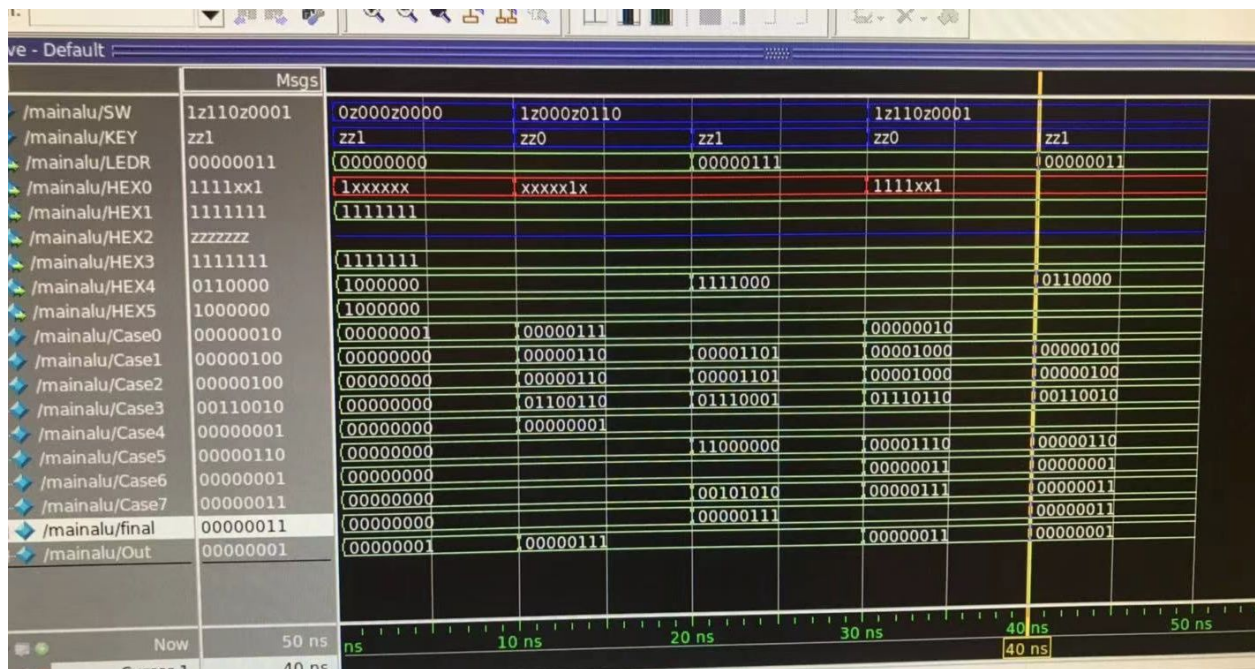 ve - Default
Msgs
/mainalu/SW 1z110z0001 0z000z0000 1z000z0110 1z110z0001
/mainalu/KEY zz1 zz1 zz0 zz1 zz0 zz1
/mainalu/LEDR 00000011 00000000 00000111 00000011
/mainalu/HEX0 1111xx1 1xxxxxx xxxxx1x 1111xx1
/mainalu/HEX1 1111111 1111111
/mainalu/HEX2 zzzzzzz
/mainalu/HEX3 1111111 1111111
/mainalu/HEX4 0110000 1000000 1111000 0110000
/mainalu/HEX5 1000000 1000000
/mainalu/Case0 00000010 00000001 00000111 00000010
/mainalu/Case1 00000100 00000000 00000110 00001101 00001000 00000100
/mainalu/Case2 00000100 00000000 00000110 00001101 00001000 00000100
/mainalu/Case3 00110010 00000000 01100110 01110001 01110110 00110010
/mainalu/Case4 00000001 00000000 00000001
/mainalu/Case5 00000110 00000000 11000000 00001110 00000110
/mainalu/Case6 00000001 00000000 00000011 00000001
/mainalu/Case7 00000011 00000000 00101010 00000111 00000011
/mainalu/final 00000011 00000000 00000111 00000011
/mainalu/Out 00000001 00000001 00000111 00000011 00000001
Now 50 ns ns 10 ns 20 ns 30 ns 40 ns 50 ns
40 ns